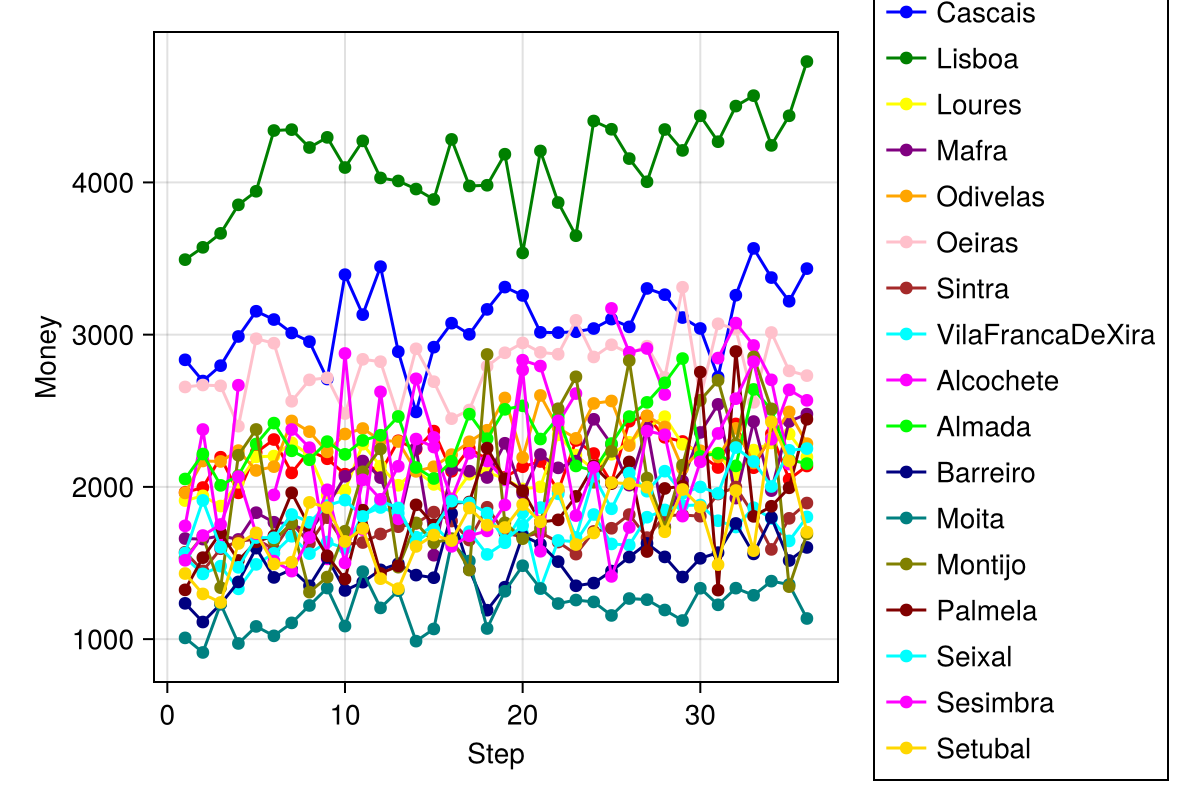 Cascais
Lisboa
Loures
Mafra
Odivelas
Oeiras
Sintra
VilaFrancaDeXira
Alcochete
Almada
Barreiro
Moita
Montijo
Palmela
Seixal
Sesimbra
Setubal
Money
4000
3000
2000
1000
0 10 20 30
Step